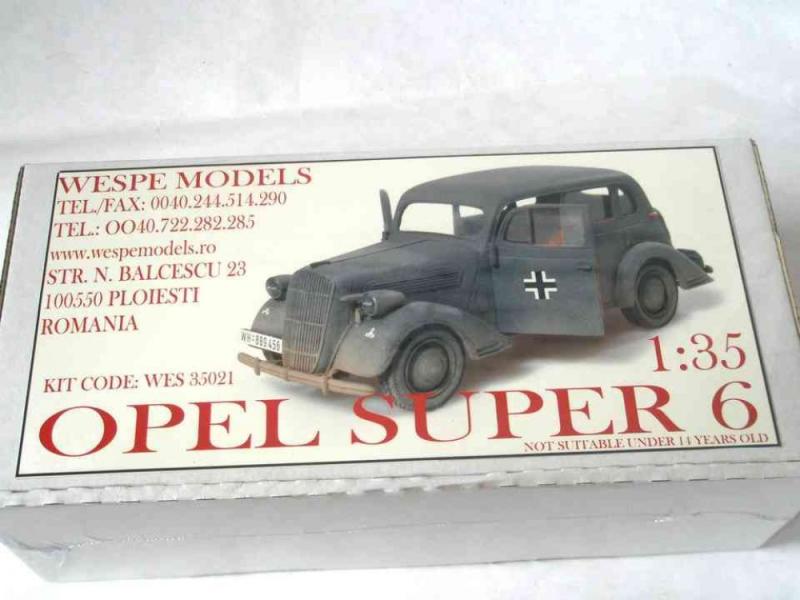 WESPE MODELS
TEL./FAX: 0040.244.514.290
TEL.: OO40.722.282.285
www.wespemodels.ro
STR. N. BALCESCU 23
100550 PLOIESTI
ROMANIA
WH-889456
1:35
KIT CODE: WES 35021
OPEL SUPER 6
NOT SUITABLE UNDER 14 YEARS OLD